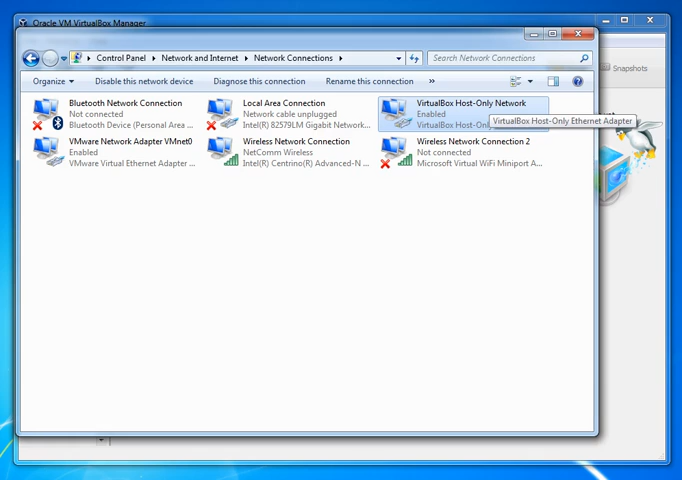 Oracle VM VirtualBox Manager
Control Panel
Network and Internet
Network Connections
Search Network Connections
Organize
Disable this network device
Diagnose this connection
Rename this connection
»
Snapshots
Bluetooth Network Connection
Not connected
Bluetooth Device (Personal Area ...
Local Area Connection
Network cable unplugged
Intel(R) 82579LM Gigabit Network...
VirtualBox Host-Only Network
Enabled
VirtualBox Host-Only
VirtualBox Host-Only Ethernet Adapter
VMware Network Adapter VMnet0
Enabled
VMware Virtual Ethernet Adapter ...
Wireless Network Connection
NetComm Wireless
Intel(R) Centrino(R) Advanced-N ...
Wireless Network Connection 2
Not connected
Microsoft Virtual WiFi Miniport A...